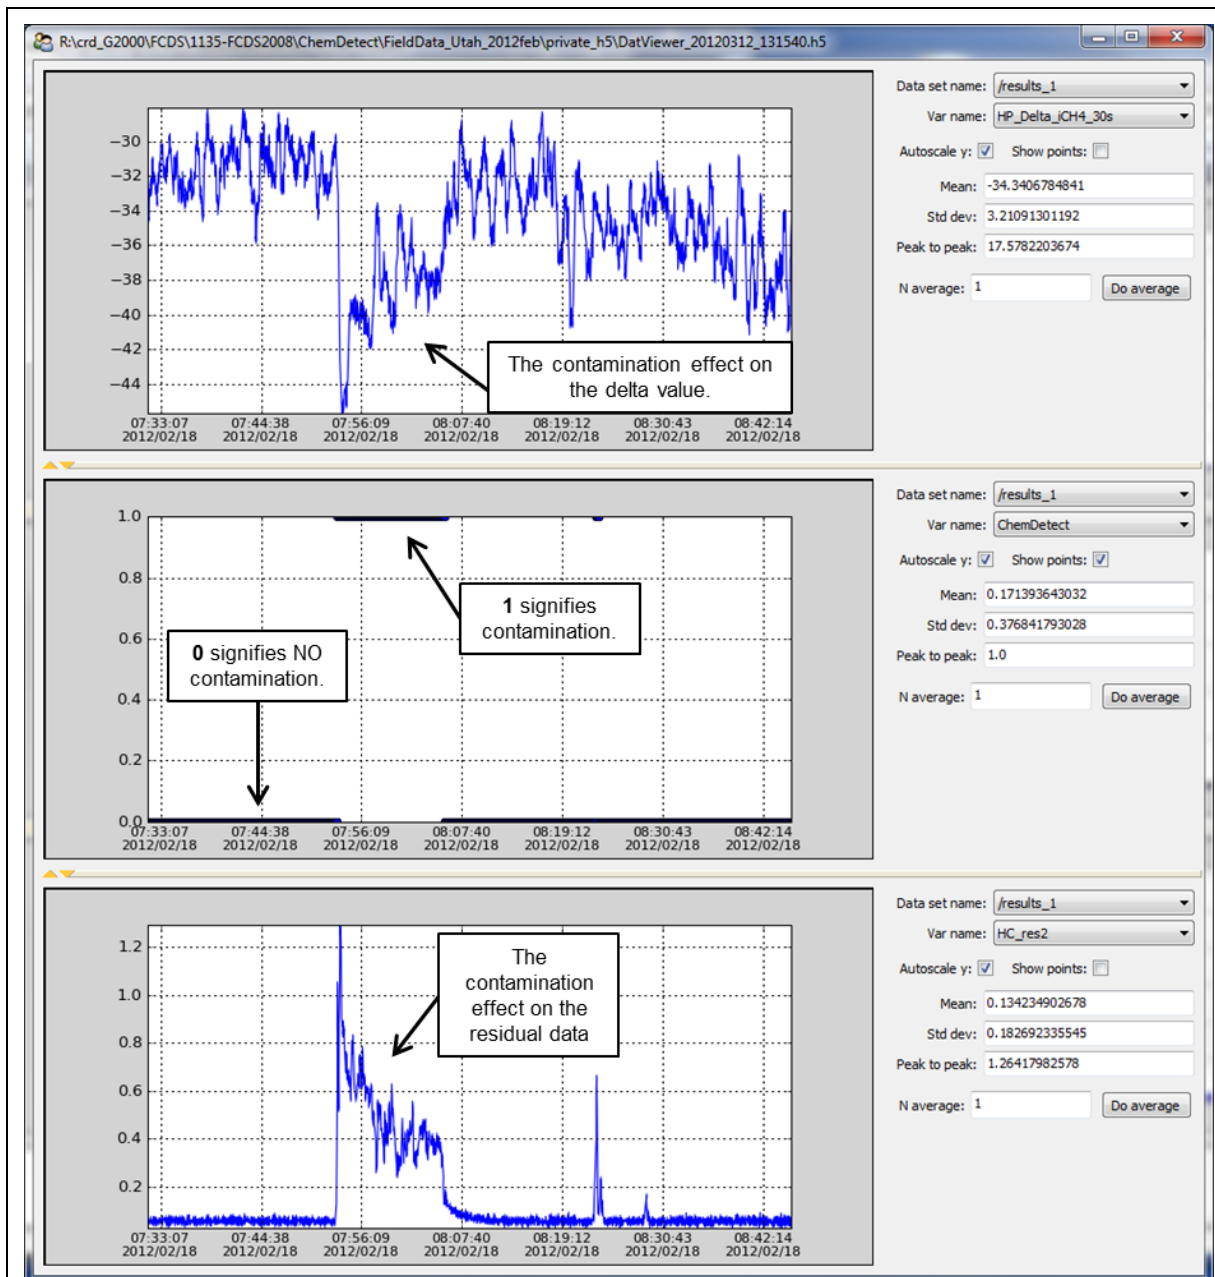 R:\crd_G2000\FCDS\1135-FCDS2008\ChemDetect\FieldData_Utah_2012feb\private_h5\DatViewer_20120312_131540.h5
Data set name: /results_1
Var name: HP_Delta_iCH4_30s
Autoscale y: Show points:
Mean: -34.3406784841
Std dev: 3.21091301192
Peak to peak: 17.5782203674
N average: 1 Do average
−30
−32
−34
−36
−38
−40
−42
−44
The contamination effect on
the delta value.
07:33:07 07:44:38 07:56:09 08:07:40 08:19:12 08:30:43 08:42:14
2012/02/18 2012/02/18 2012/02/18 2012/02/18 2012/02/18 2012/02/18 2012/02/18
Data set name: /results_1
Var name: ChemDetect
Autoscale y: Show points:
Mean: 0.171393643032
Std dev: 0.376841793028
Peak to peak: 1.0
N average: 1 Do average
1.0
0.8
0.6
0.4
0.2
0.0
1 signifies
contamination.
0 signifies NO
contamination.
07:33:07 07:44:38 07:56:09 08:07:40 08:19:12 08:30:43 08:42:14
2012/02/18 2012/02/18 2012/02/18 2012/02/18 2012/02/18 2012/02/18 2012/02/18
Data set name: /results_1
Var name: HC_res2
Autoscale y: Show points:
Mean: 0.134234902678
Std dev: 0.182692335545
Peak to peak: 1.26417982578
N average: 1 Do average
1.2
1.0
0.8
0.6
0.4
0.2
The
contamination
effect on the
residual data
07:33:07 07:44:38 07:56:09 08:07:40 08:19:12 08:30:43 08:42:14
2012/02/18 2012/02/18 2012/02/18 2012/02/18 2012/02/18 2012/02/18 2012/02/18